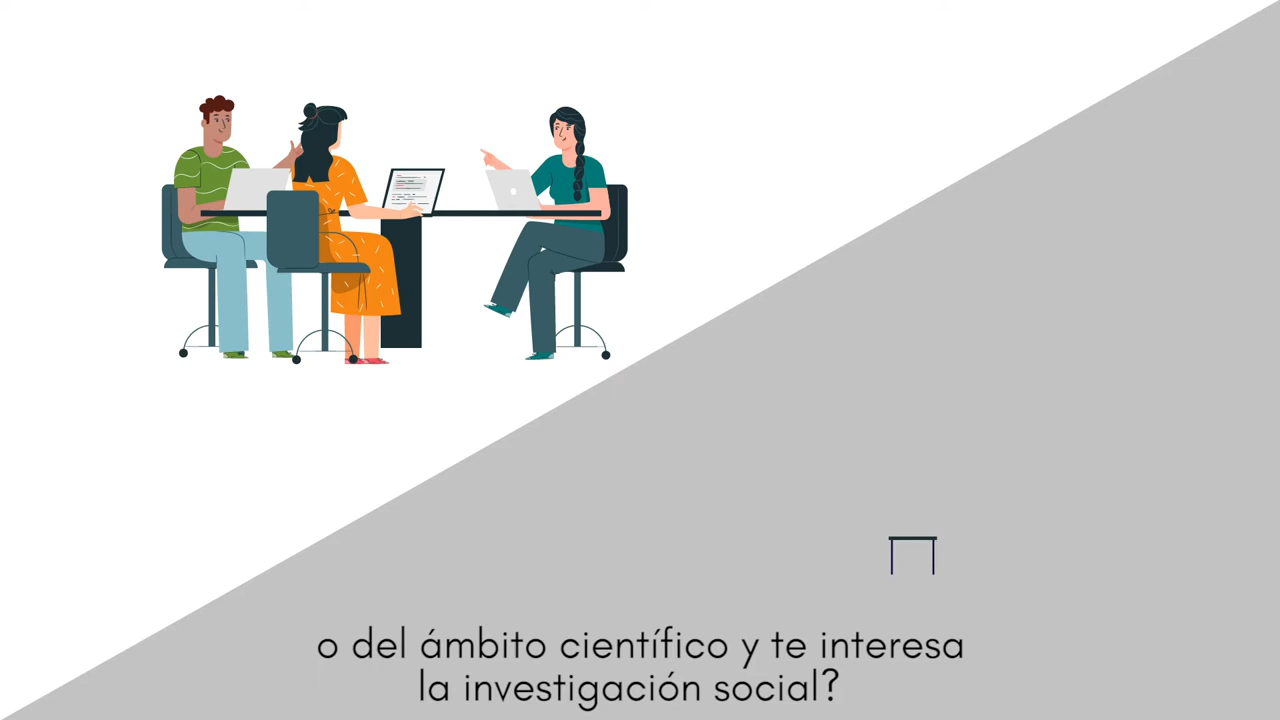 o del ámbito científico y te interesa
la investigación social?